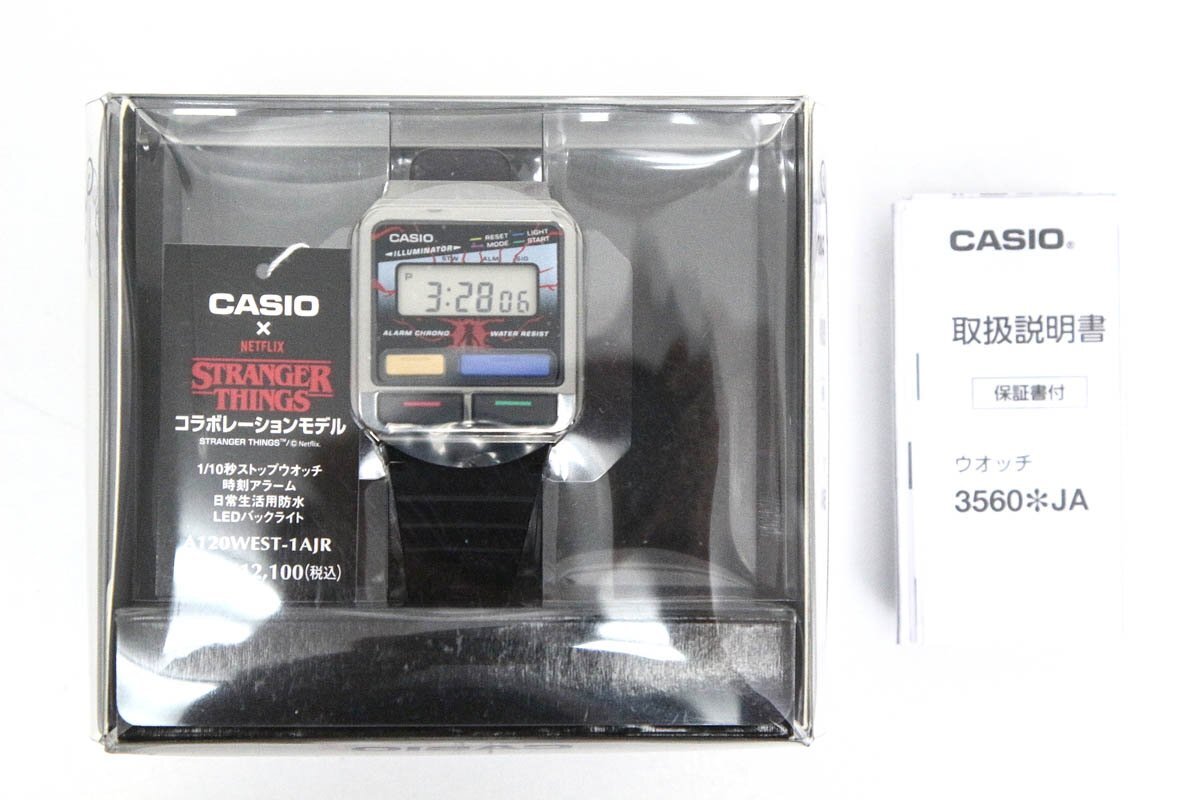 CASIO
×
NETFLIX
STRANGER
THINGS
コラボレーションモデル
STRANGER THINGS™/© Netflix.
1/10秒ストップウオッチ
時刻アラーム
日常生活用防水
LEDバックライト
A120WEST-1AJR
12,100(税込)
CASIO
ILLUMINATOR
RESET LIGHT
MODE START
STW ALM SIG
P
3:28 06
ALARM CHRONO WATER RESIST
CASIO
CASIO®
取扱説明書
保証書付
ウオッチ
3560✻JA